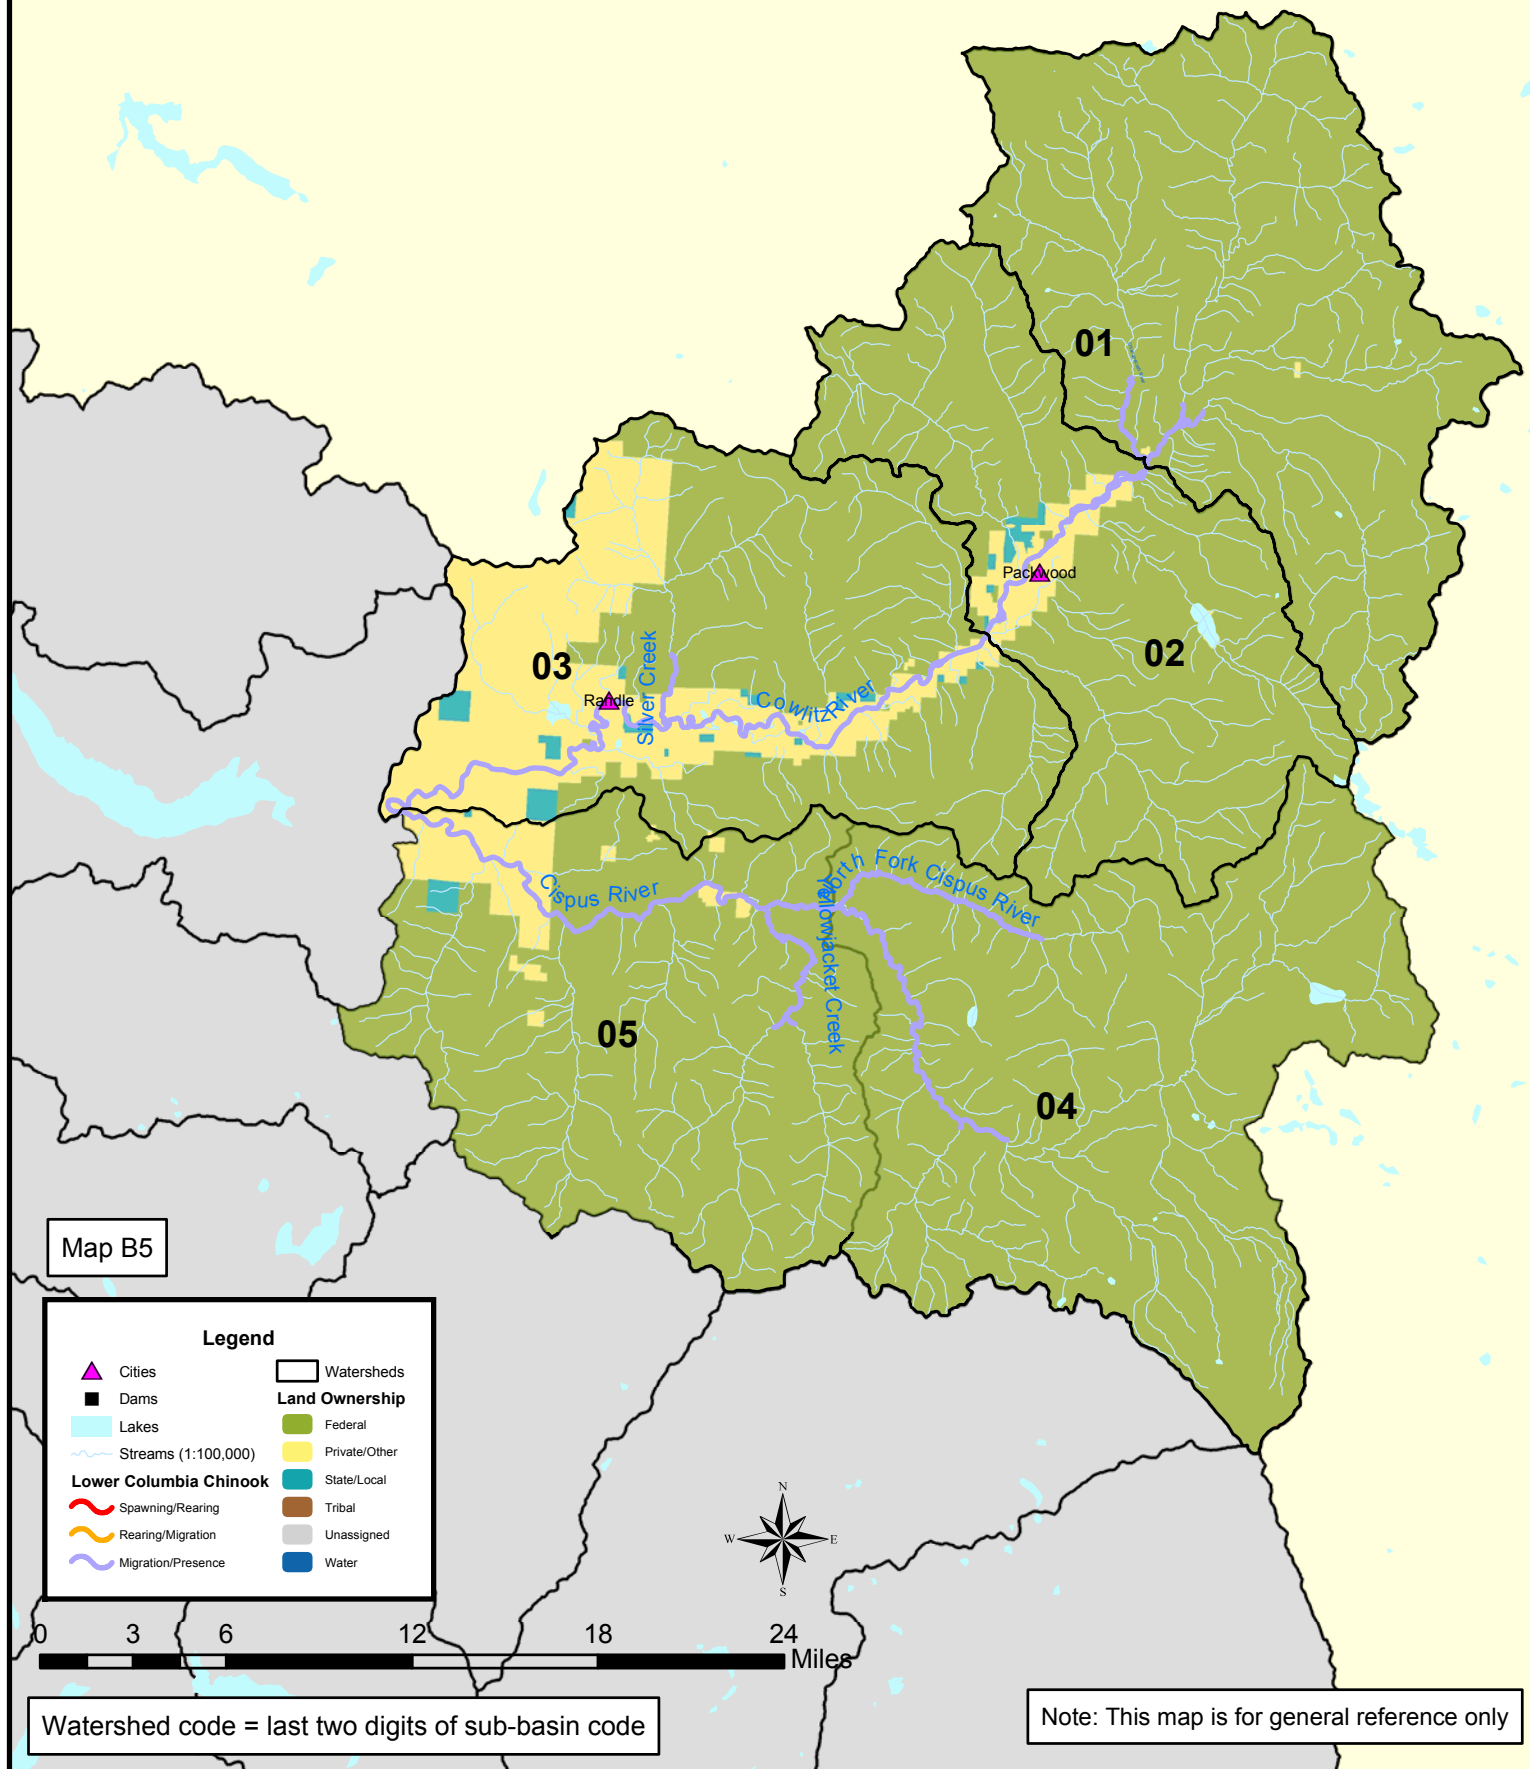 01
Packwood
02
03
Randle
Silver Creek
Cowlitz River
North Fork Cispus River
Cispus River
Yellowjacket Creek
05
04
Map B5
Legend
Cities
Dams
Lakes
Streams (1:100,000)
Lower Columbia Chinook
Spawning/Rearing
Rearing/Migration
Migration/Presence
Watersheds
Land Ownership
Federal
Private/Other
State/Local
Tribal
Unassigned
Water
N
W
E
S
0 3 6 12 18 24
Miles
Watershed code = last two digits of sub-basin code
Note: This map is for general reference only